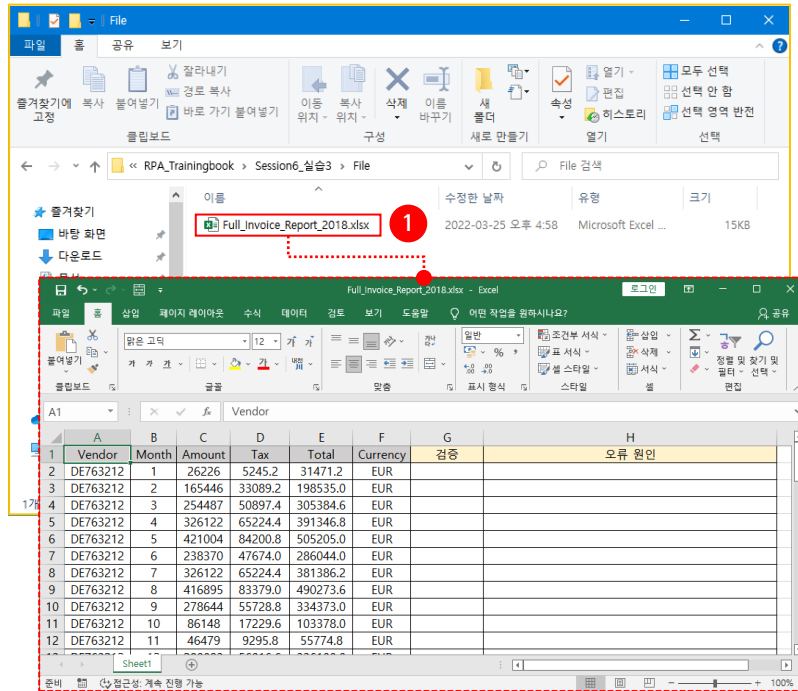 File
파일 홈 공유 보기
즐겨찾기에 고정
복사
붙여넣기
잘라내기
경로 복사
바로 가기 붙여넣기
클립보드
이동 위치
복사 위치
삭제
이름 바꾸기
구성
새 폴더
새로 만들기
속성
열기
편집
히스토리
열기
모두 선택
선택 안 함
선택 영역 반전
선택
« RPA_Trainingbook › Session6_실습3 › File
File 검색
이름 수정한 날짜 유형 크기
즐겨찾기
바탕 화면
다운로드
Full_Invoice_Report_2018.xlsx 2022-03-25 오후 4:58 Microsoft Excel ... 15KB
1
Full_Invoice_Report_2018.xlsx - Excel
로그인
파일 홈 삽입 페이지 레이아웃 수식 데이터 검토 보기 도움말 어떤 작업을 원하시나요? 공유
붙여넣기
클립보드
맑은 고딕 12
가 가
가 가 가
글꼴
맞춤
일반
% ,
표시 형식
조건부 서식
표 서식
셀 스타일
스타일
삽입
삭제
서식
셀
정렬 및 필터
찾기 및 선택
편집
A1 fx Vendor
A B C D E F G H
1 Vendor Month Amount Tax Total Currency 검증 오류 원인
2 DE763212 1 26226 5245.2 31471.2 EUR
3 DE763212 2 165446 33089.2 198535.0 EUR
4 DE763212 3 254487 50897.4 305384.6 EUR
5 DE763212 4 326122 65224.4 391346.8 EUR
6 DE763212 5 421004 84200.8 505205.0 EUR
7 DE763212 6 238370 47674.0 286044.0 EUR
8 DE763212 7 326122 65224.4 381386.2 EUR
9 DE763212 8 416895 83379.0 490273.6 EUR
10 DE763212 9 278644 55728.8 334373.0 EUR
11 DE763212 10 86148 17229.6 103378.0 EUR
12 DE763212 11 46479 9295.8 55774.8 EUR
Sheet1
준비 접근성: 계속 진행 가능 100%